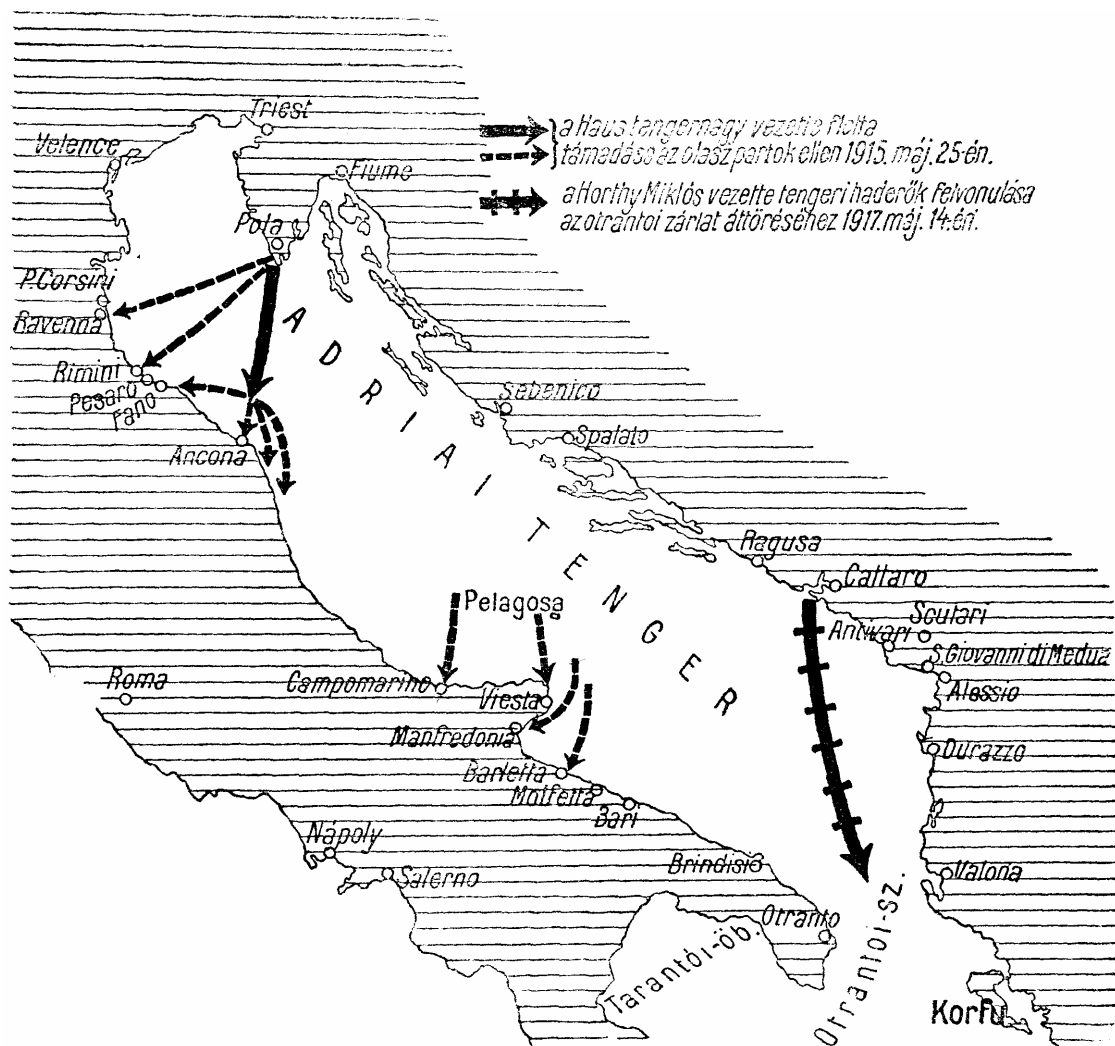 Triest
Velence
a Haus tengernagy vezette flotta
támadása az olasz partok ellen 1915. máj. 25-én.
Fiume
a Horthy Miklós vezette tengeri haderők felvonulása
az otrantoi zárlat áttöréséhez 1917. máj. 14-én.
Pola
P.Corsini
Ravenna
ADRIAI TENGER
Rimini
Pesaro
Fano
Sebenico
Spalato
Ancona
Ragusa
Cattaro
Pelagosa
Sculari
Antivari
S.Giovanni di Medua
Roma
Campomarino
Viesta
Alessio
Manfredonia
Durazzo
Barletta
Molfetta
Bari
Nápoly
Salerno
Brindisi
Valona
Otranto
Tarantói-öb.
Otrantoi-sz.
Korfu